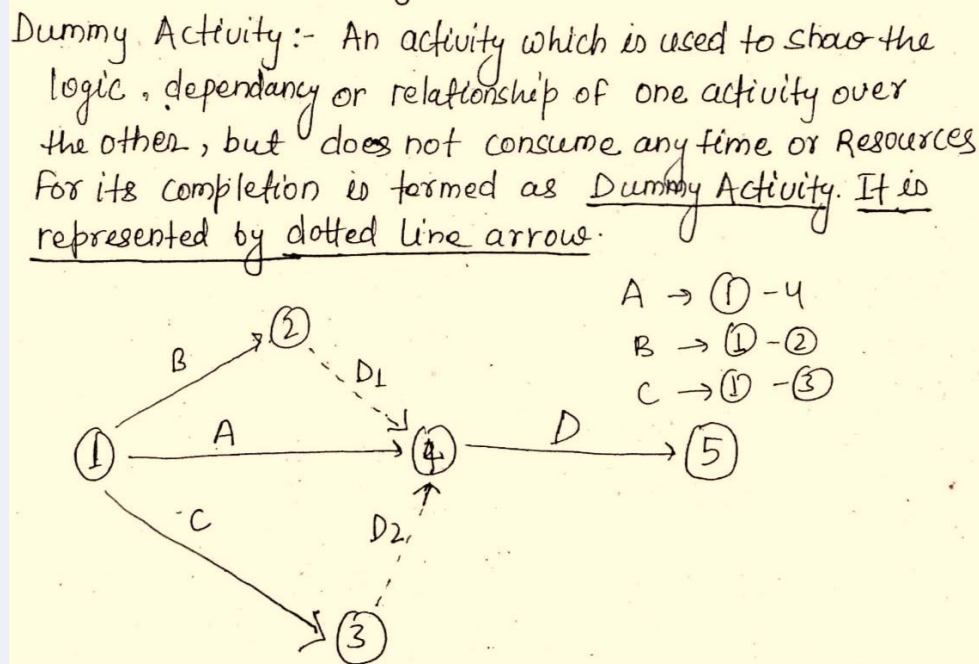 Dummy Activity :- An activity which is used to show the
logic, dependancy or relationship of one activity over
the other, but does not consume any time or Resources
For its completion is termed as Dummy Activity. It is
represented by dotted line arrow.
A → ① - 4
B → ① - ②
C → ① - ③
②
B
D1
A
D
①
④
⑤
C
D2
③